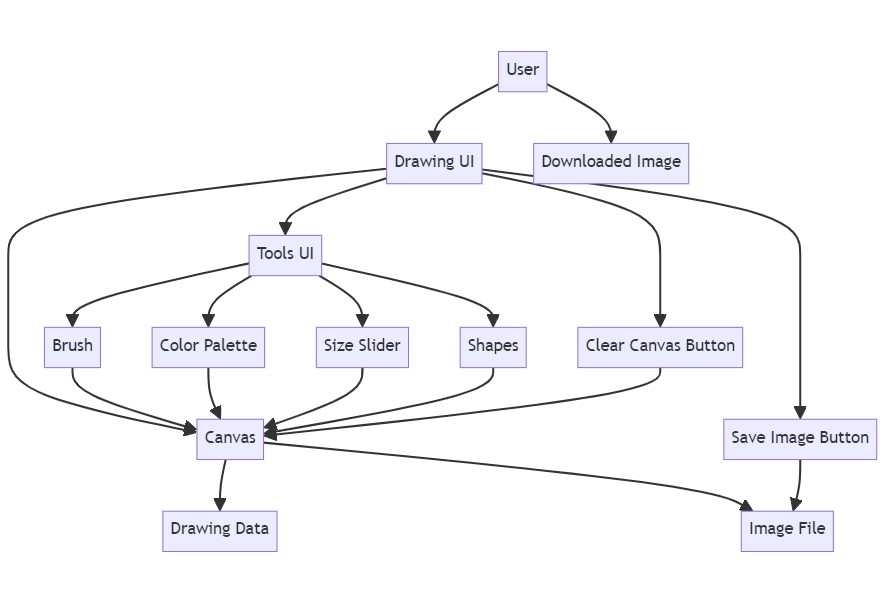 User
Drawing UI
Downloaded Image
Tools UI
Brush
Color Palette
Size Slider
Shapes
Clear Canvas Button
Canvas
Save Image Button
Drawing Data
Image File